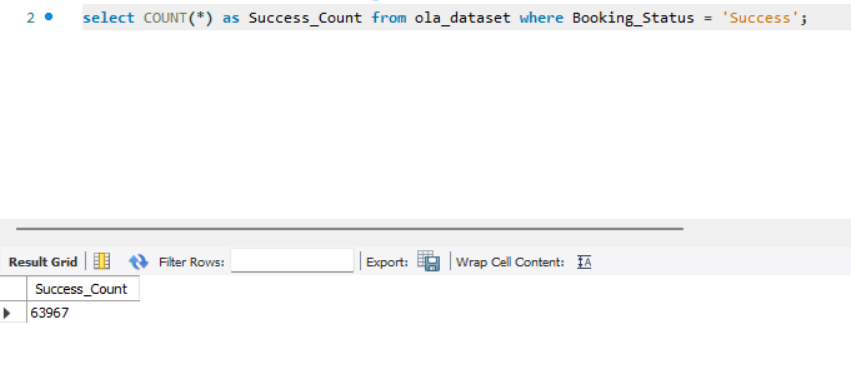 2 select COUNT(*) as Success_Count from ola_dataset where Booking_Status = 'Success';
Result Grid Filter Rows: Export: Wrap Cell Content: IA
Success_Count
63967